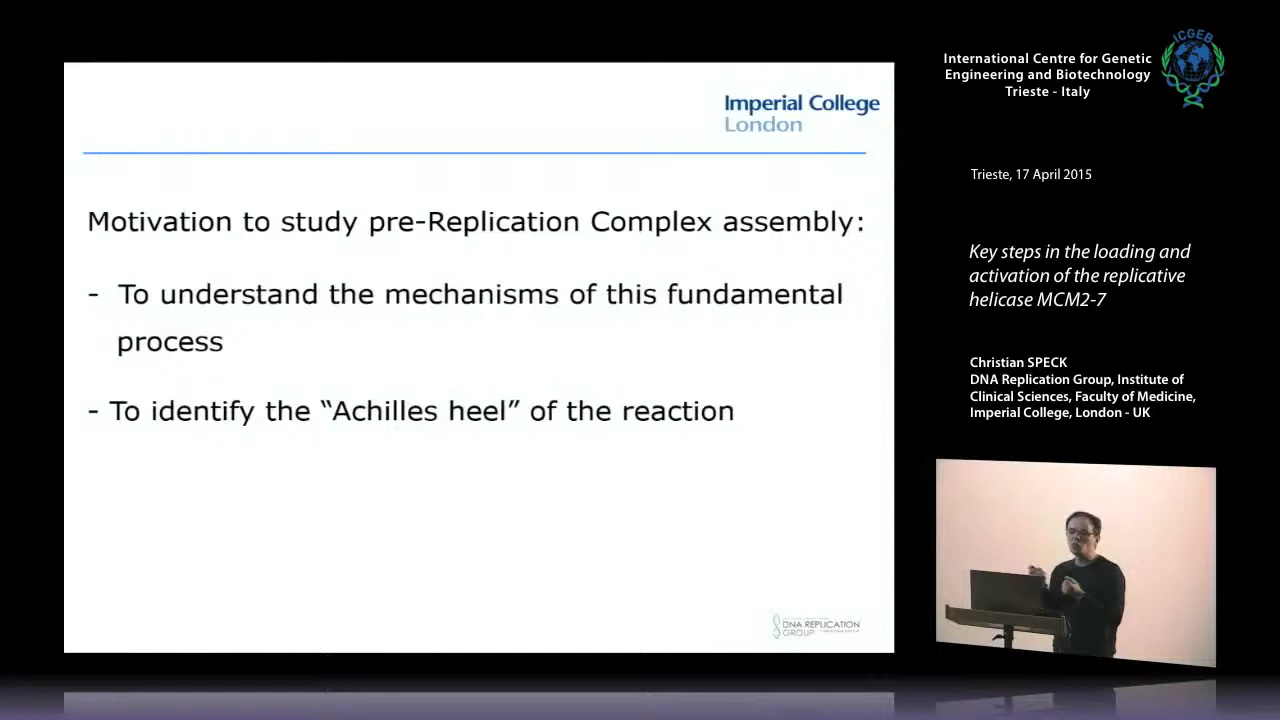 Imperial College
London
Motivation to study pre-Replication Complex assembly:
- To understand the mechanisms of this fundamental
process
- To identify the “Achilles heel” of the reaction
DNA REPLICATION
GROUP
International Centre for Genetic
Engineering and Biotechnology
Trieste - Italy
ICGEB
Trieste, 17 April 2015
Key steps in the loading and
activation of the replicative
helicase MCM2-7
Christian SPECK
DNA Replication Group, Institute of
Clinical Sciences, Faculty of Medicine,
Imperial College, London - UK